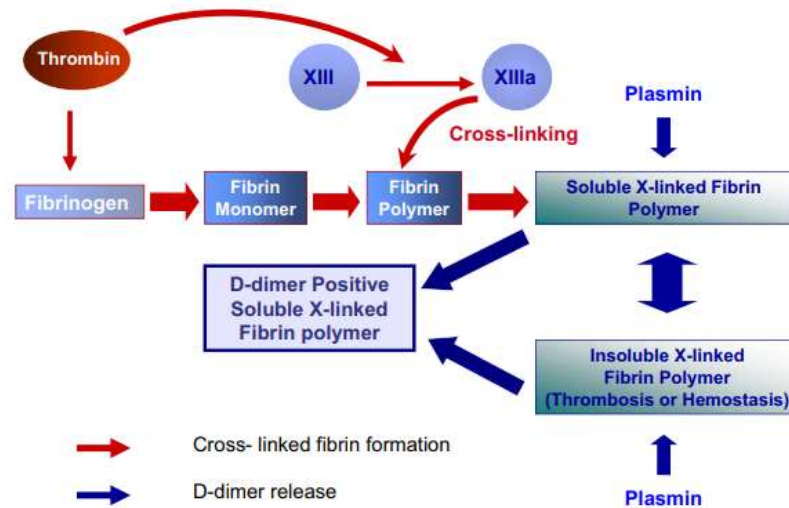 Thrombin
XIII
XIIIa
Plasmin
Cross-linking
Fibrinogen
Fibrin
Monomer
Fibrin
Polymer
Soluble X-linked Fibrin
Polymer
D-dimer Positive
Soluble X-linked
Fibrin polymer
Insoluble X-linked
Fibrin Polymer
(Thrombosis or Hemostasis)
Cross- linked fibrin formation
D-dimer release
Plasmin